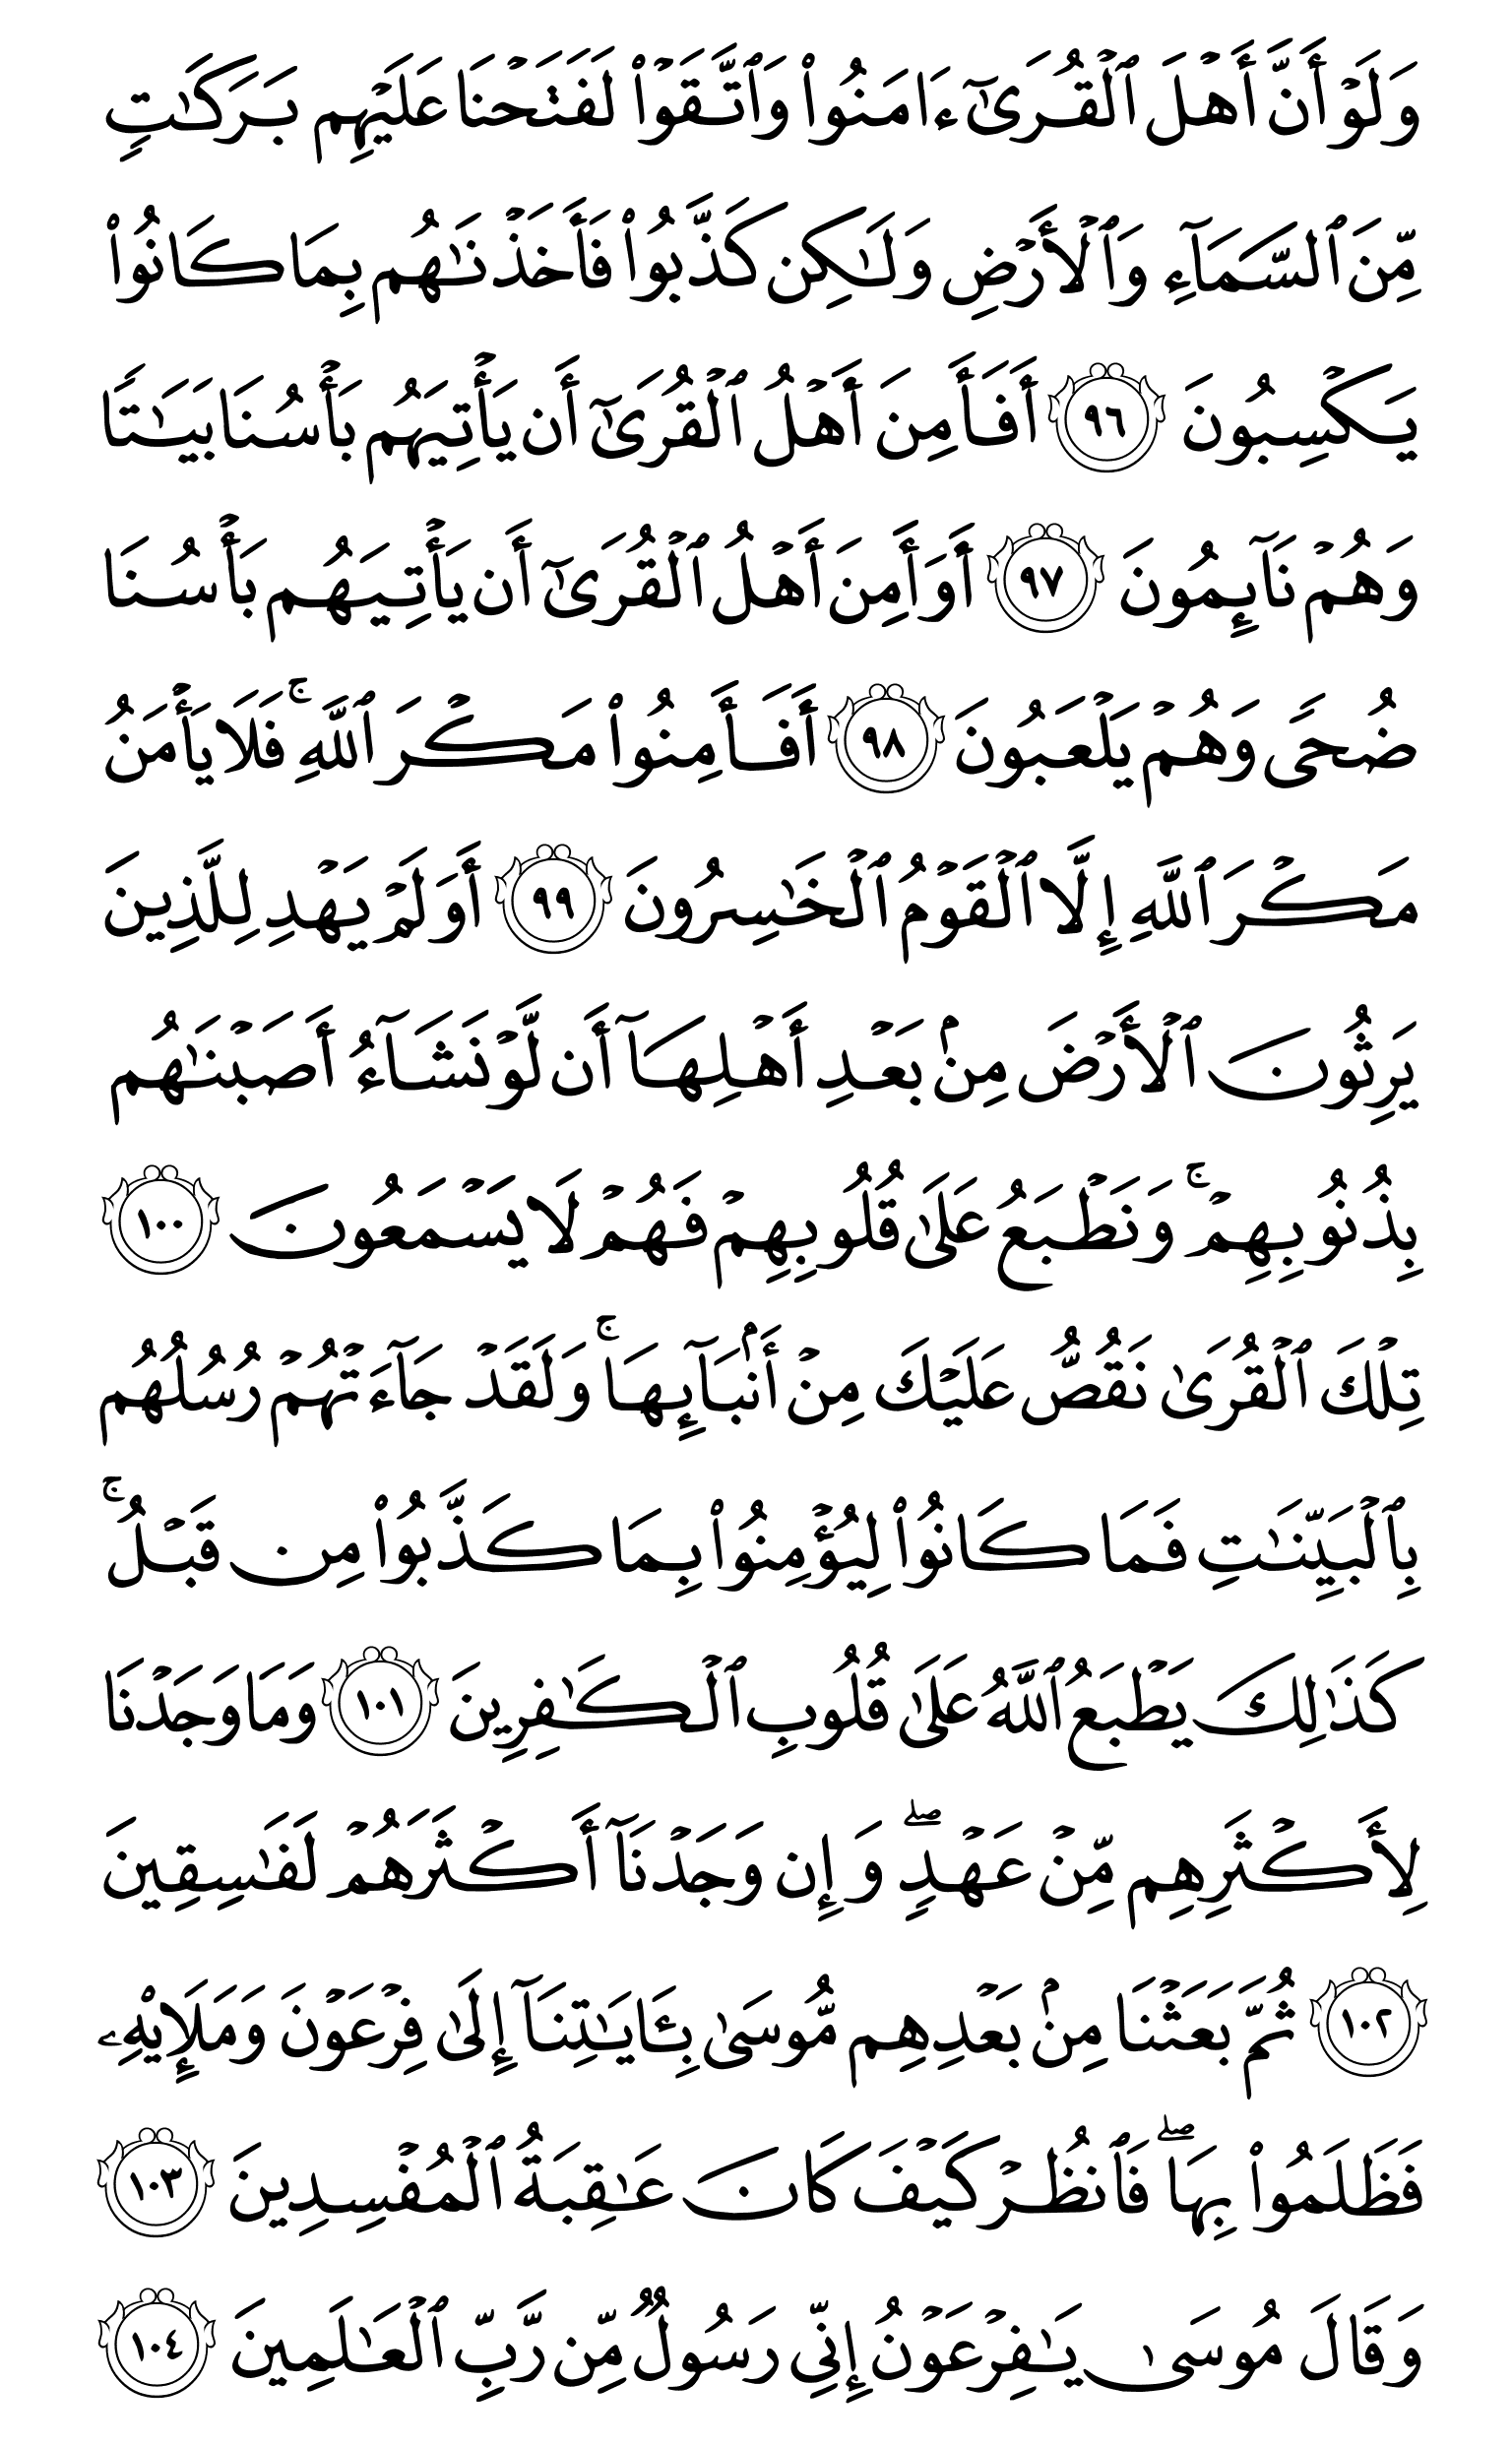 وَلَوۡ أَنَّ أَهۡلَ ٱلۡقُرَىٰٓ ءَامَنُواْ وَٱتَّقَوۡاْ لَفَتَحۡنَا عَلَيۡهِم بَرَكَٰتٖ
مِّنَ ٱلسَّمَآءِ وَٱلۡأَرۡضِ وَلَٰكِن كَذَّبُواْ فَأَخَذۡنَٰهُم بِمَا كَانُواْ
يَكۡسِبُونَ ٩٦ أَفَأَمِنَ أَهۡلُ ٱلۡقُرَىٰٓ أَن يَأۡتِيَهُم بَأۡسُنَا بَيَٰتٗا
وَهُمۡ نَآئِمُونَ ٩٧ أَوَأَمِنَ أَهۡلُ ٱلۡقُرَىٰٓ أَن يَأۡتِيَهُم بَأۡسُنَا
ضُحٗى وَهُمۡ يَلۡعَبُونَ ٩٨ أَفَأَمِنُواْ مَكۡرَ ٱللَّهِۚ فَلَا يَأۡمَنُ
مَكۡرَ ٱللَّهِ إِلَّا ٱلۡقَوۡمُ ٱلۡخَٰسِرُونَ ٩٩ أَوَلَمۡ يَهۡدِ لِلَّذِينَ
يَرِثُونَ ٱلۡأَرۡضَ مِنۢ بَعۡدِ أَهۡلِهَآ أَن لَّوۡ نَشَآءُ أَصَبۡنَٰهُم
بِذُنُوبِهِمۡۚ وَنَطۡبَعُ عَلَىٰ قُلُوبِهِمۡ فَهُمۡ لَا يَسۡمَعُونَ ١٠٠
تِلۡكَ ٱلۡقُرَىٰ نَقُصُّ عَلَيۡكَ مِنۡ أَنۢبَآئِهَاۚ وَلَقَدۡ جَآءَتۡهُمۡ رُسُلُهُم
بِٱلۡبَيِّنَٰتِ فَمَا كَانُواْ لِيُؤۡمِنُواْ بِمَا كَذَّبُواْ مِن قَبۡلُۚ
كَذَٰلِكَ يَطۡبَعُ ٱللَّهُ عَلَىٰ قُلُوبِ ٱلۡكَٰفِرِينَ ١٠١ وَمَا وَجَدۡنَا
لِأَكۡثَرِهِم مِّنۡ عَهۡدٖۖ وَإِن وَجَدۡنَآ أَكۡثَرَهُمۡ لَفَٰسِقِينَ
١٠٢ ثُمَّ بَعَثۡنَا مِنۢ بَعۡدِهِم مُّوسَىٰ بِـَٔايَٰتِنَآ إِلَىٰ فِرۡعَوۡنَ وَمَلَإِيْهِۦ
فَظَلَمُواْ بِهَاۖ فَٱنظُرۡ كَيۡفَ كَانَ عَٰقِبَةُ ٱلۡمُفۡسِدِينَ ١٠٣
وَقَالَ مُوسَىٰ يَٰفِرۡعَوۡنُ إِنِّي رَسُولٞ مِّن رَّبِّ ٱلۡعَٰلَمِينَ ١٠٤